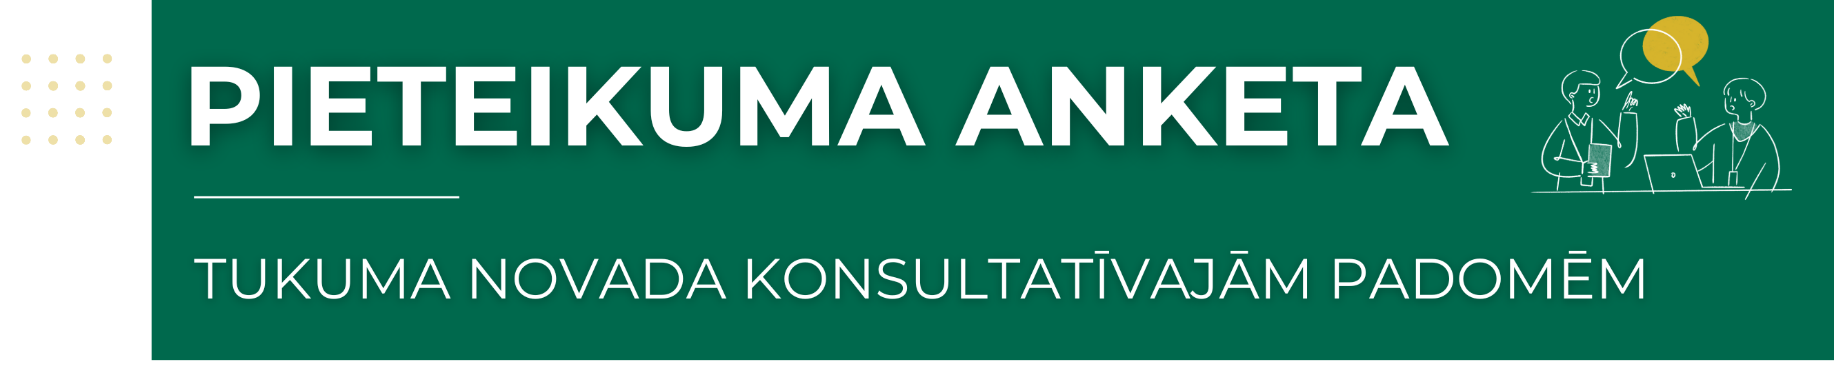 PIETEIKUMA ANKETA
TUKUMA NOVADA KONSULTATĪVAJĀM PADOMĒM